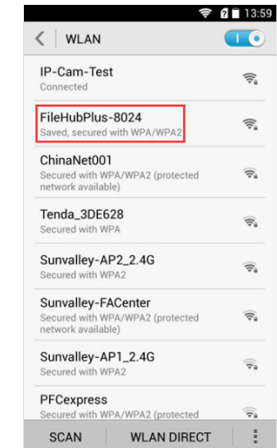 13:59
WLAN
IP-Cam-Test
Connected
FileHubPlus-8024
Saved, secured with WPA/WPA2
ChinaNet001
Secured with WPA/WPA2 (protected
network available)
Tenda_3DE628
Secured with WPA
Sunvalley-AP2_2.4G
Secured with WPA2
Sunvalley-FACenter
Secured with WPA/WPA2 (protected
network available)
Sunvalley-AP1_2.4G
Secured with WPA2
PFCexpress
Secured with WPA/WPA2 (protected
SCAN WLAN DIRECT